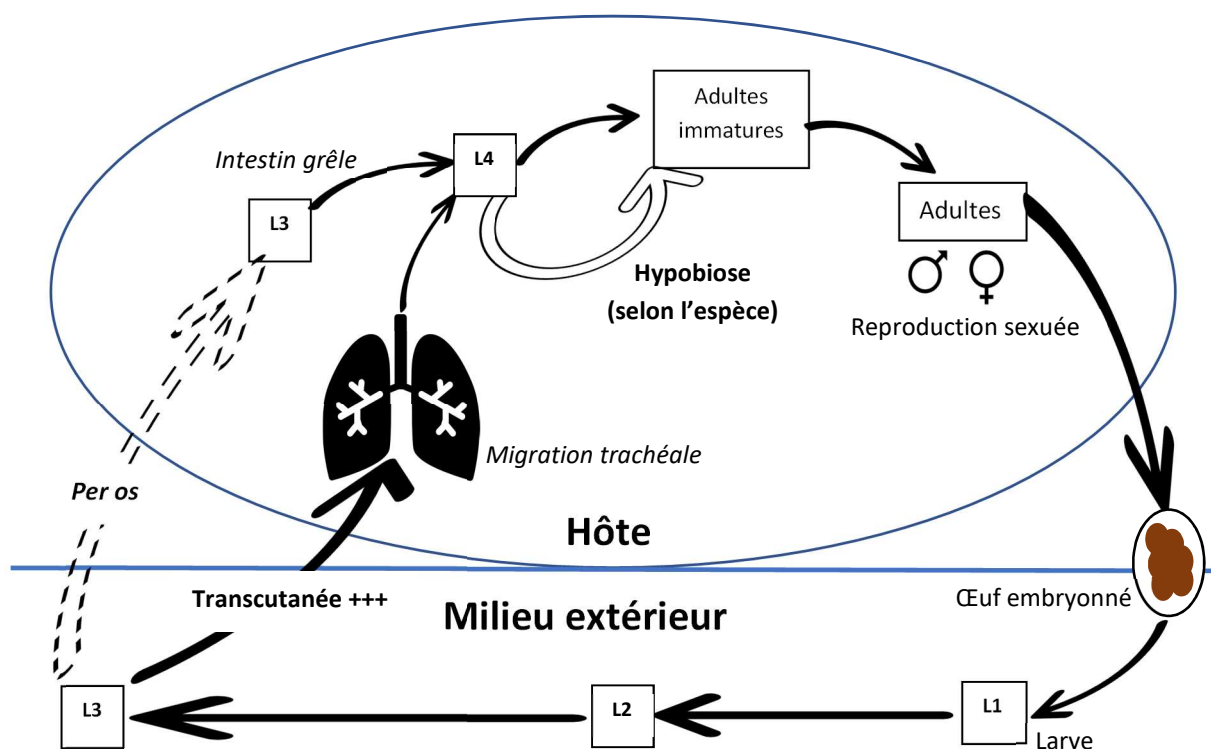 Adultes
immatures
Intestin grêle
L4
L3
Adultes
Hypobiose
(selon l'espèce)
Reproduction sexuée
Migration trachéale
Per os
Hôte
Transcutanée +++
Milieu extérieur
Œuf embryonné
L3
L2
L1
Larve